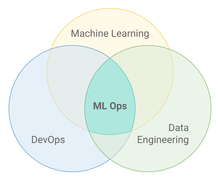 Machine Learning
ML Ops
DevOps
Data
Engineering